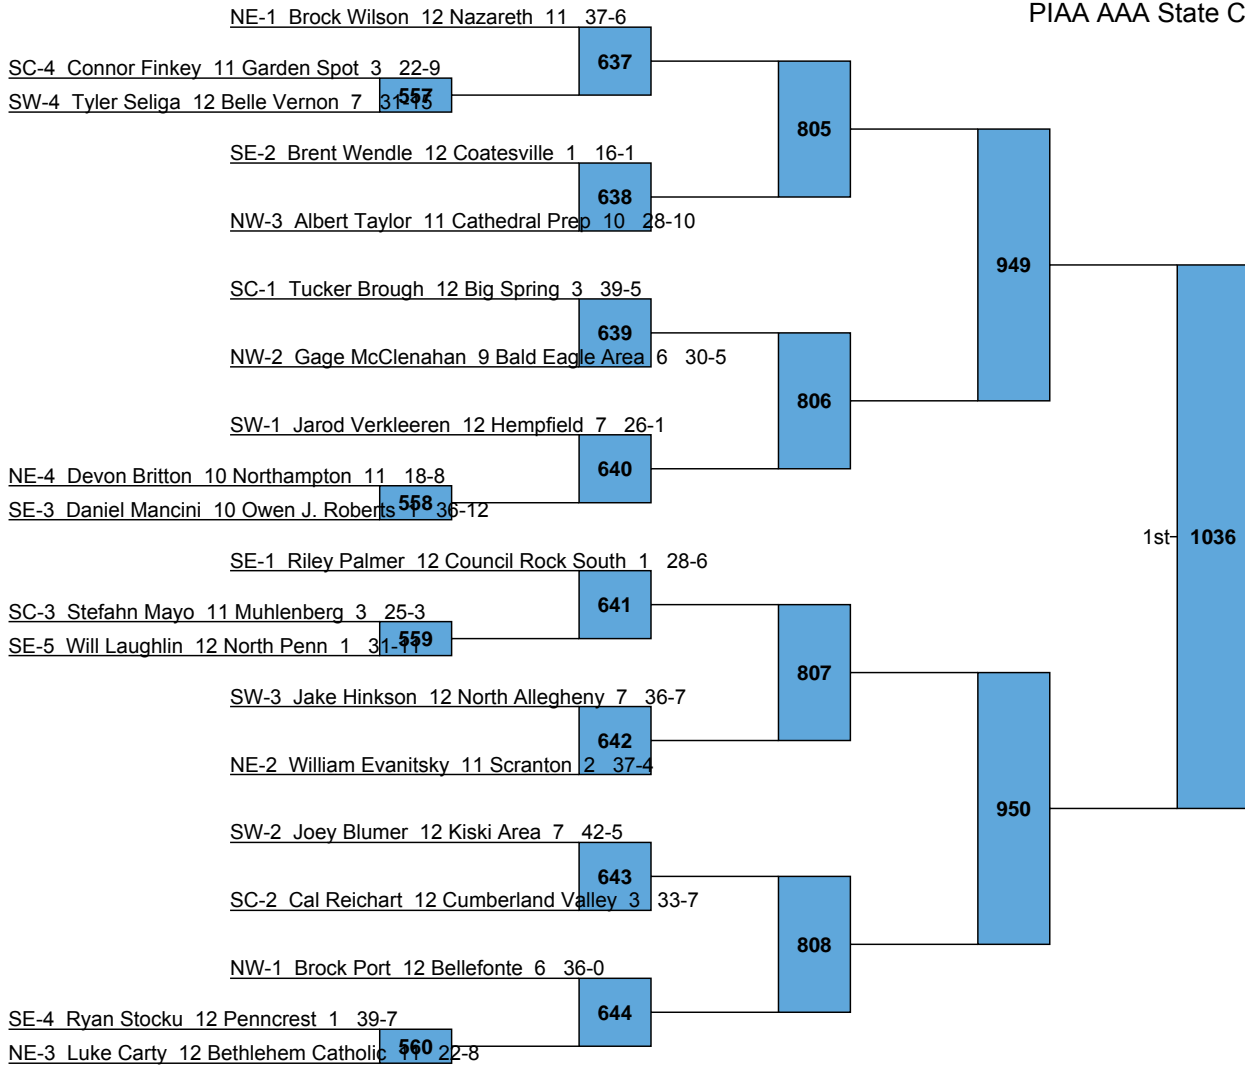 PIAA AAA State C
NE-1 Brock Wilson 12 Nazareth 11 37-6
637
SC-4 Connor Finkey 11 Garden Spot 3 22-9
557
SW-4 Tyler Seliga 12 Belle Vernon 7 31-15
805
SE-2 Brent Wendle 12 Coatesville 1 16-1
638
NW-3 Albert Taylor 11 Cathedral Prep 10 28-10
949
SC-1 Tucker Brough 12 Big Spring 3 39-5
639
NW-2 Gage McClenahan 9 Bald Eagle Area 6 30-5
806
SW-1 Jarod Verkleeren 12 Hempfield 7 26-1
640
NE-4 Devon Britton 10 Northampton 11 18-8
558
SE-3 Daniel Mancini 10 Owen J. Roberts 1 36-12
1st 1036
SE-1 Riley Palmer 12 Council Rock South 1 28-6
641
SC-3 Stefahn Mayo 11 Muhlenberg 3 25-3
559
SE-5 Will Laughlin 12 North Penn 1 31-11
807
SW-3 Jake Hinkson 12 North Allegheny 7 36-7
642
NE-2 William Evanitsky 11 Scranton 2 37-4
950
SW-2 Joey Blumer 12 Kiski Area 7 42-5
643
SC-2 Cal Reichart 12 Cumberland Valley 3 33-7
808
NW-1 Brock Port 12 Bellefonte 6 36-0
644
SE-4 Ryan Stocku 12 Penncrest 1 39-7
560
NE-3 Luke Carty 12 Bethlehem Catholic 11 22-8